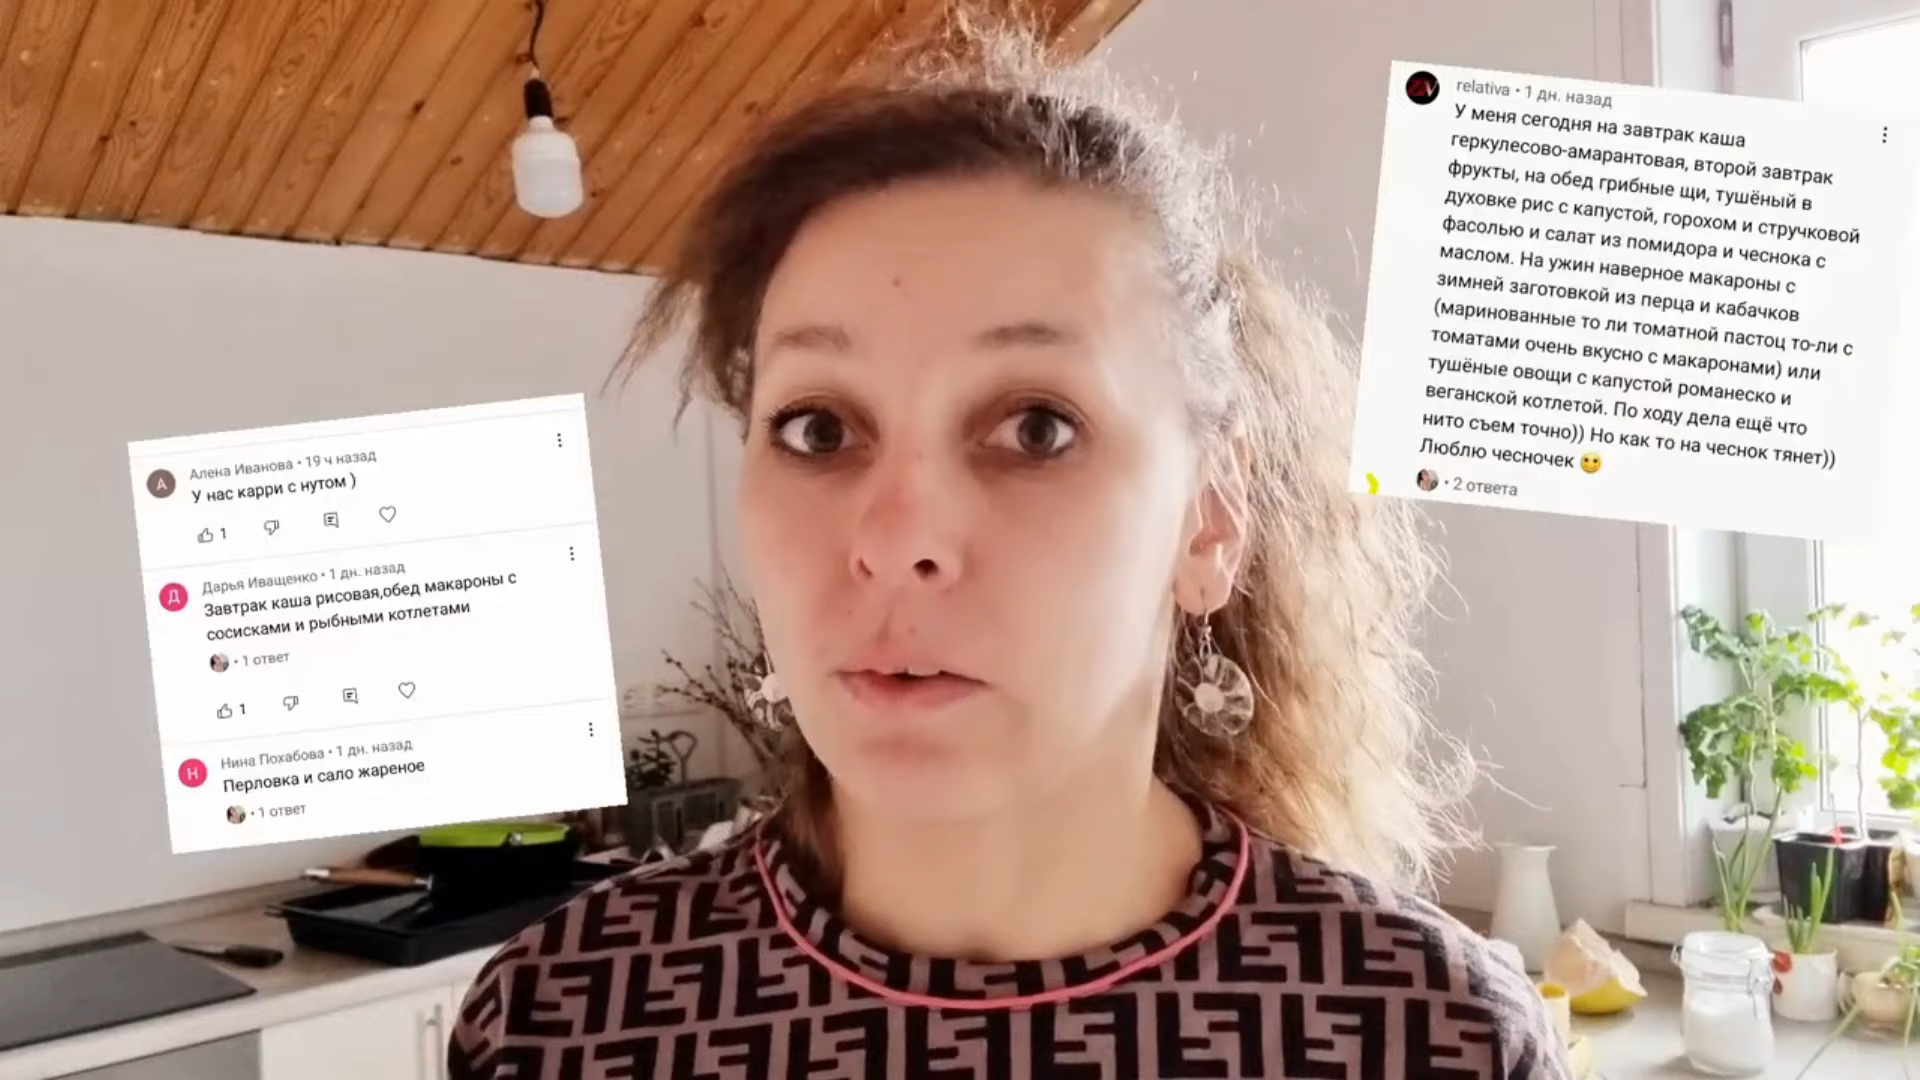 А
Алена Иванова • 19 ч назад
У нас карри с нутом )
1
Д
Дарья Иващенко • 1 дн. назад
Завтрак каша рисовая,обед макароны с
сосисками и рыбными котлетами
• 1 ответ
1
Н
Нина Похабова • 1 дн. назад
Перловка и сало жареное
• 1 ответ
relativa • 1 дн. назад
У меня сегодня на завтрак каша
геркулесово-амарантовая, второй завтрак
фрукты, на обед грибные щи, тушёный в
духовке рис с капустой, горохом и стручковой
фасолью и салат из помидора и чеснока с
маслом. На ужин наверное макароны с
зимней заготовкой из перца и кабачков
(маринованные то ли томатной пастоц то-ли с
томатами очень вкусно с макаронами) или
тушёные овощи с капустой романеско и
веганской котлетой. По ходу дела ещё что
нито съем точно)) Но как то на чеснок тянет))
Люблю чесночек 🙂
• 2 ответа